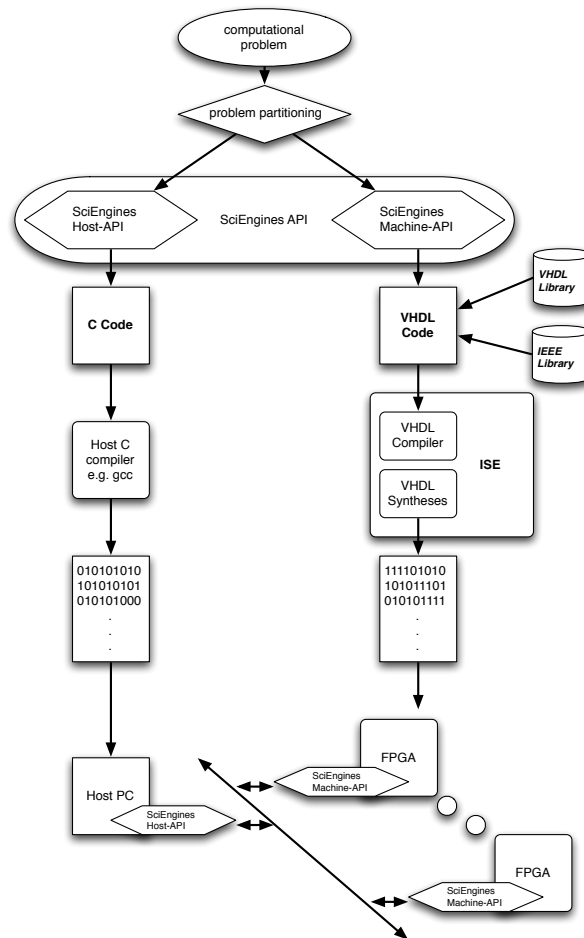 computational
problem
problem partitioning
SciEngines
Host-API
SciEngines API
SciEngines
Machine-API
VHDL
Library
C Code
VHDL
Code
IEEE
Library
Host C
compiler
e.g. gcc
VHDL
Compiler
ISE
VHDL
Syntheses
010101010
101010101
010101000
.
.
.
111101010
101011101
010101111
.
.
.
FPGA
SciEngines
Machine-API
Host PC
SciEngines
Host-API
FPGA
SciEngines
Machine-API